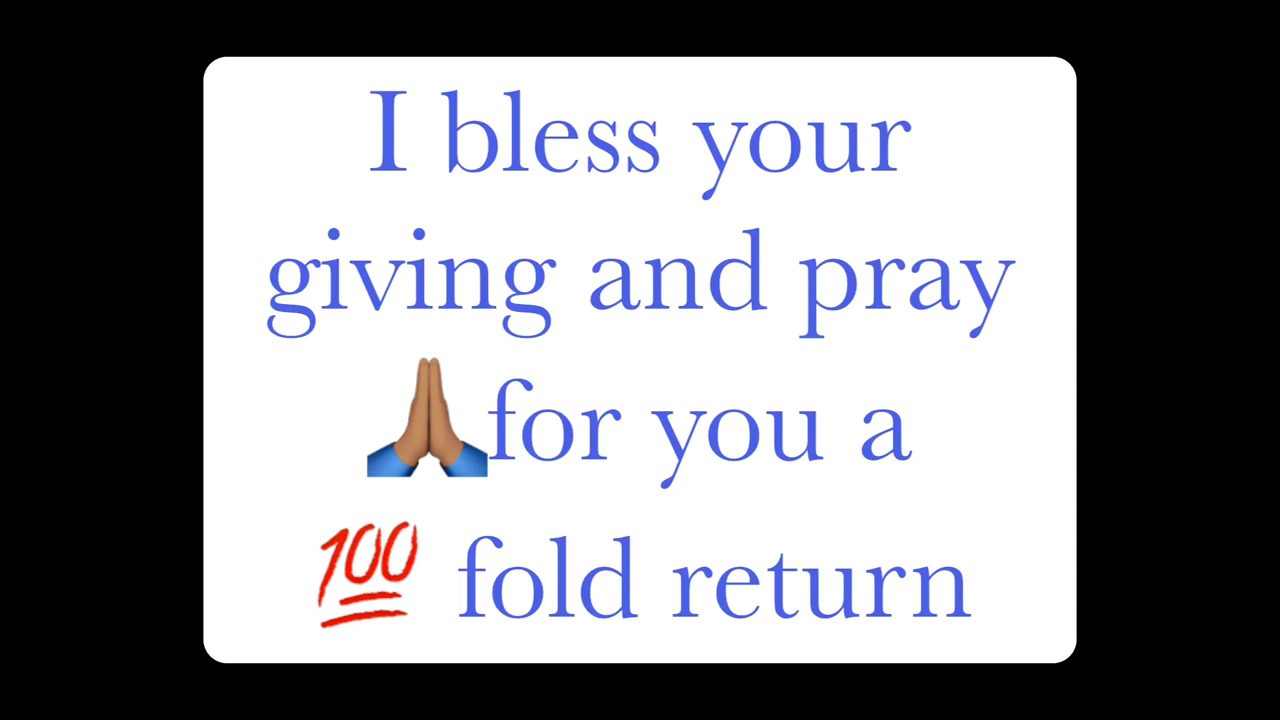 I bless your
giving and pray
🙏🏽for you a
💯 fold return